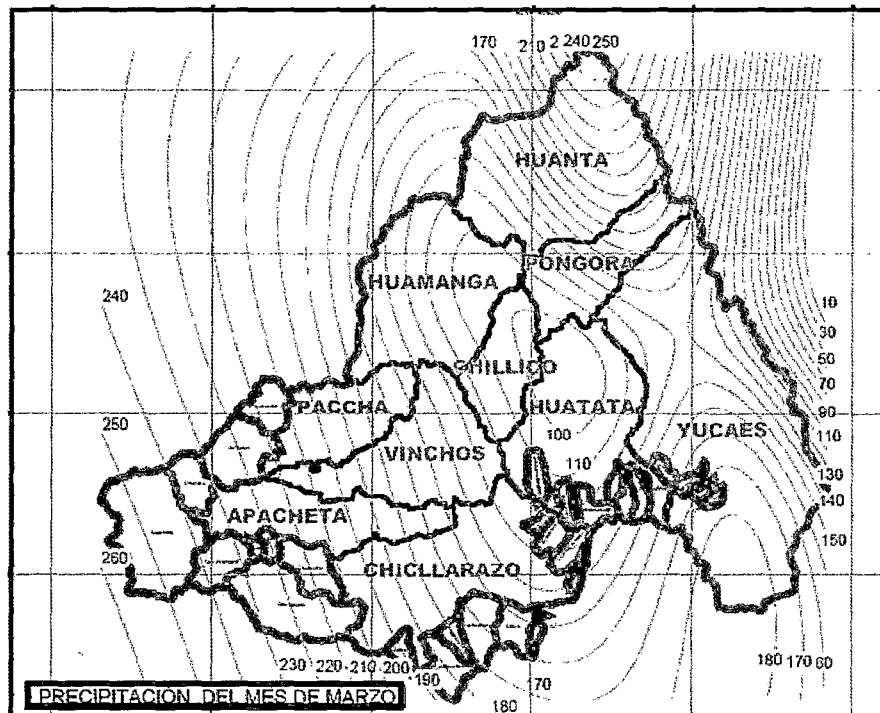 170 210 2 240 250
HUANTA
PONGORA
HUAMANGA
240
10
30
50
SHILLICO
70
PACCHA
HUATATA
90
250
YUCAES
110
100
VINCHOS
110
130
140
APACHETA
150
260
CHICLLARAZO
230 220 210 200
190
70
180
180 170 60
PRECIPITACION DEL MES DE MARZO